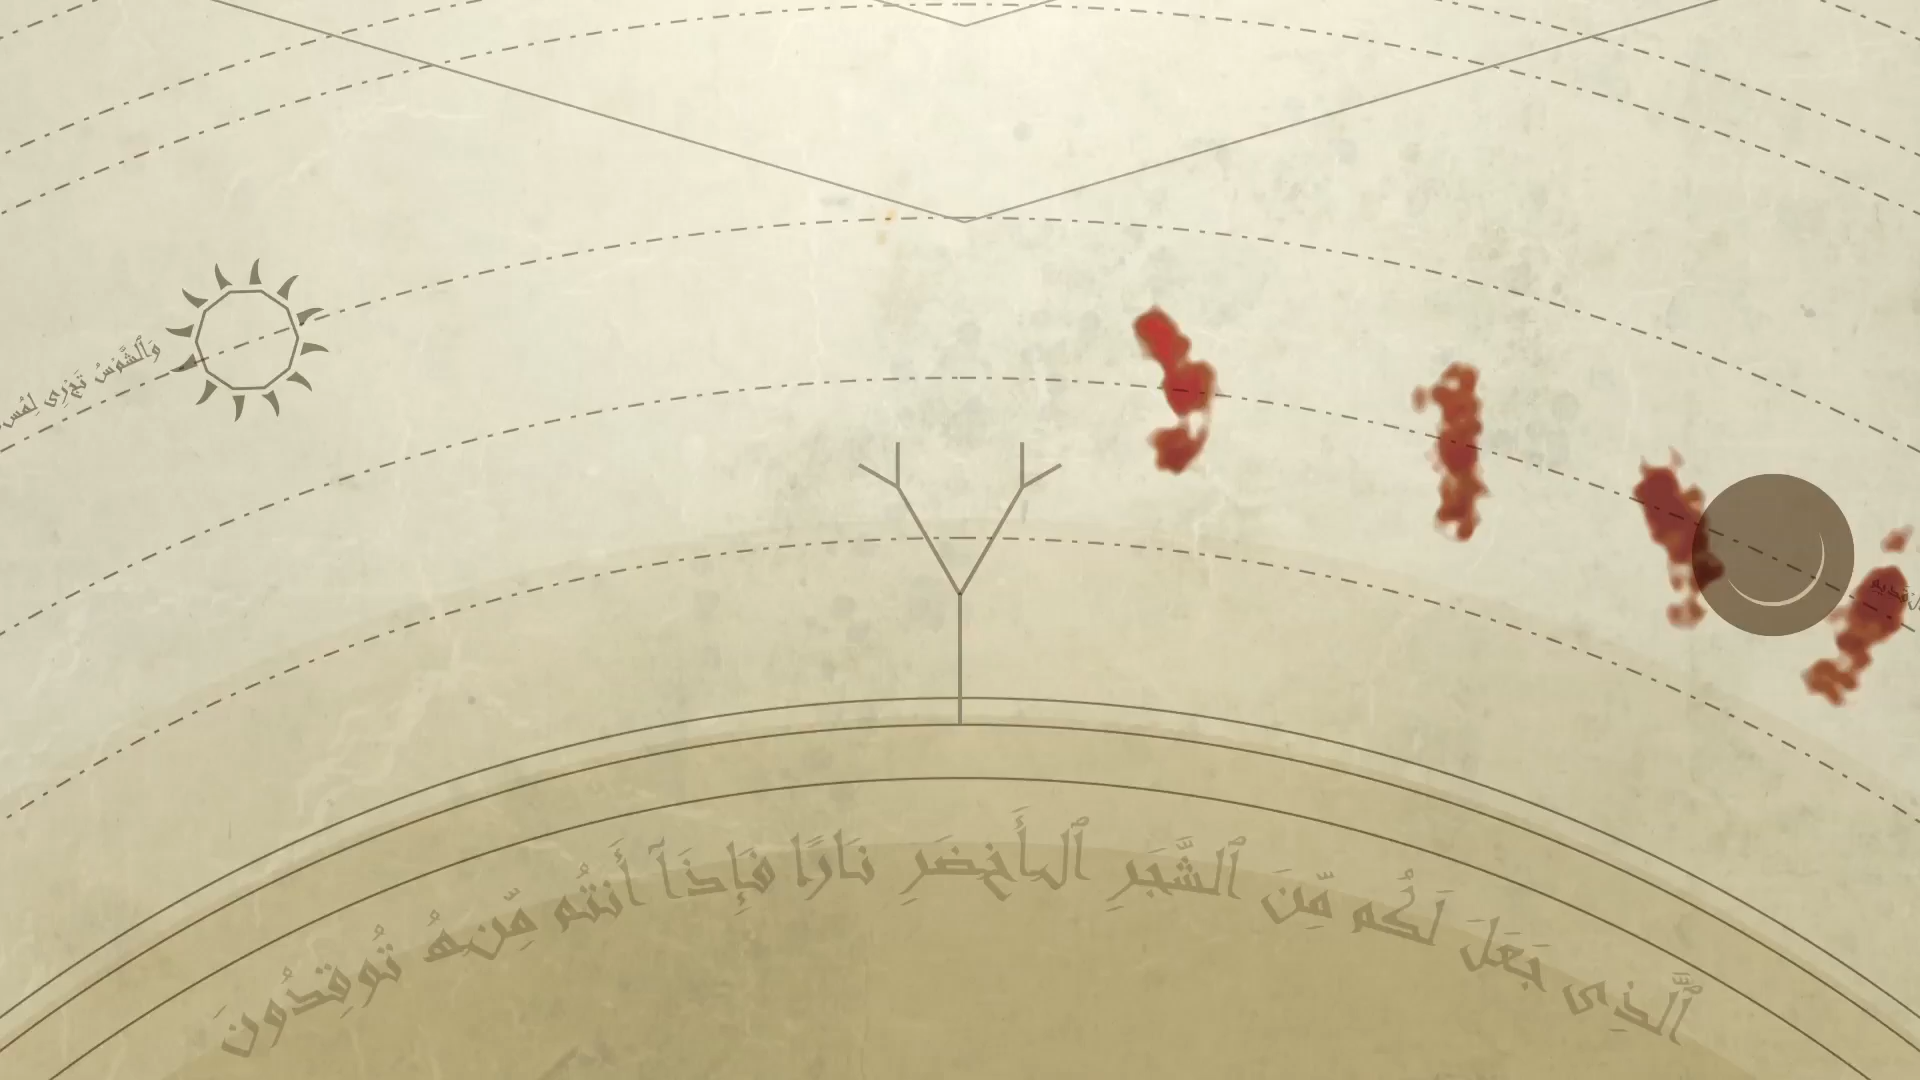 ٱلَّذِى جَعَلَ لَكُم مِّنَ ٱلشَّجَرِ ٱلْأَخْضَرِ نَارًا فَإِذَآ أَنتُم مِّنْهُ تُوقِدُونَ
وَٱلشَّمْسُ تَجْرِى